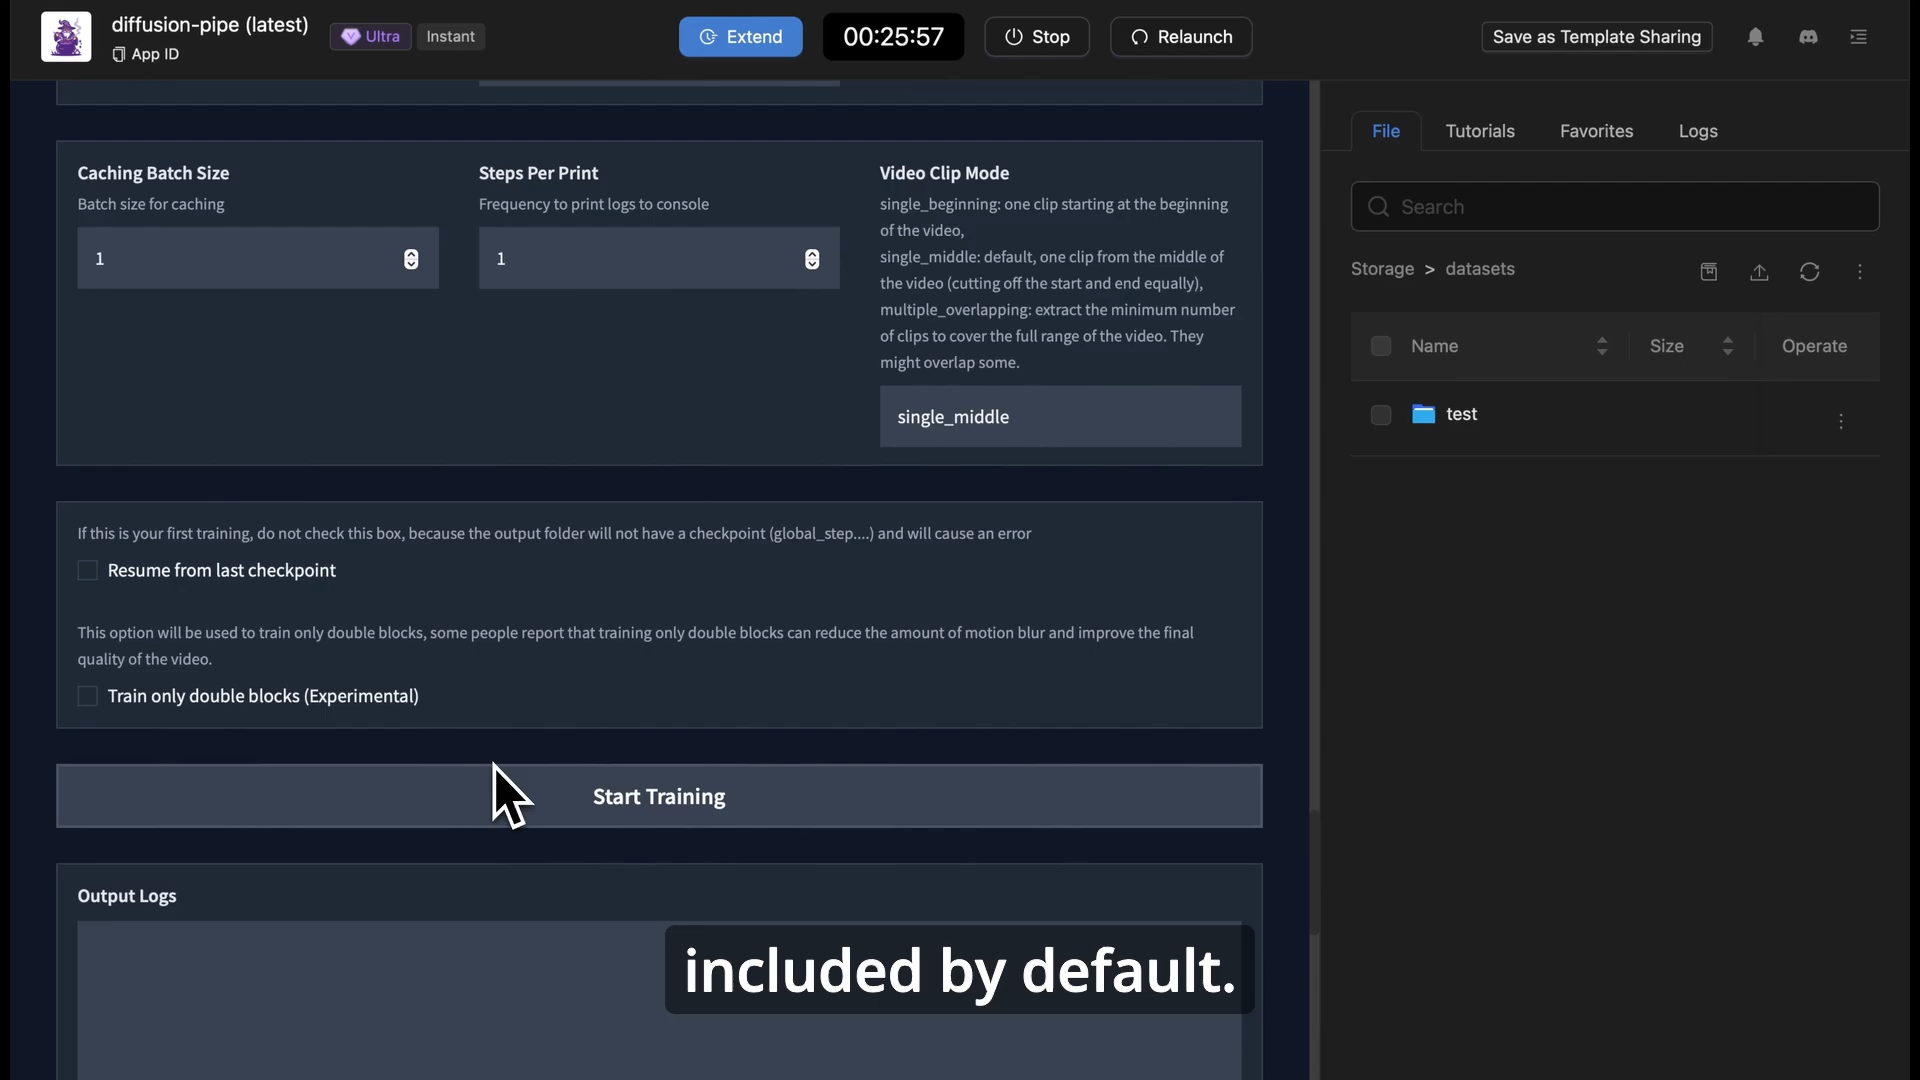 diffusion-pipe (latest)
App ID
Ultra
Instant
Extend
00:25:57
Stop
Relaunch
Save as Template Sharing
Caching Batch Size
Batch size for caching
1
Steps Per Print
Frequency to print logs to console
1
Video Clip Mode
single_beginning: one clip starting at the beginning
of the video,
single_middle: default, one clip from the middle of
the video (cutting off the start and end equally),
multiple_overlapping: extract the minimum number
of clips to cover the full range of the video. They
might overlap some.
single_middle
If this is your first training, do not check this box, because the output folder will not have a checkpoint (global_step....) and will cause an error
Resume from last checkpoint
This option will be used to train only double blocks, some people report that training only double blocks can reduce the amount of motion blur and improve the final
quality of the video.
Train only double blocks (Experimental)
Start Training
Output Logs
included by default.
File
Tutorials
Favorites
Logs
Search
Storage > datasets
Name
Size
Operate
test